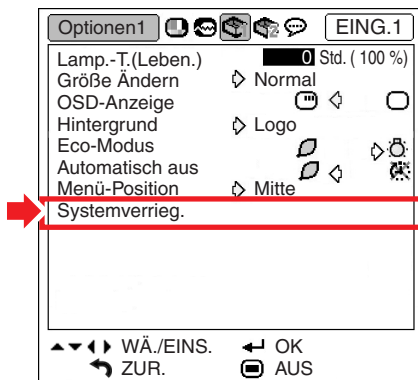 Optionen1 EING.1
Lamp.-T.(Leben.) 0 Std. ( 100 %)
Größe Ändern Normal
OSD-Anzeige
Hintergrund Logo
Eco-Modus
Automatisch aus
Menü-Position Mitte
Systemverrieg.
WÄ./EINS. OK
ZUR. AUS